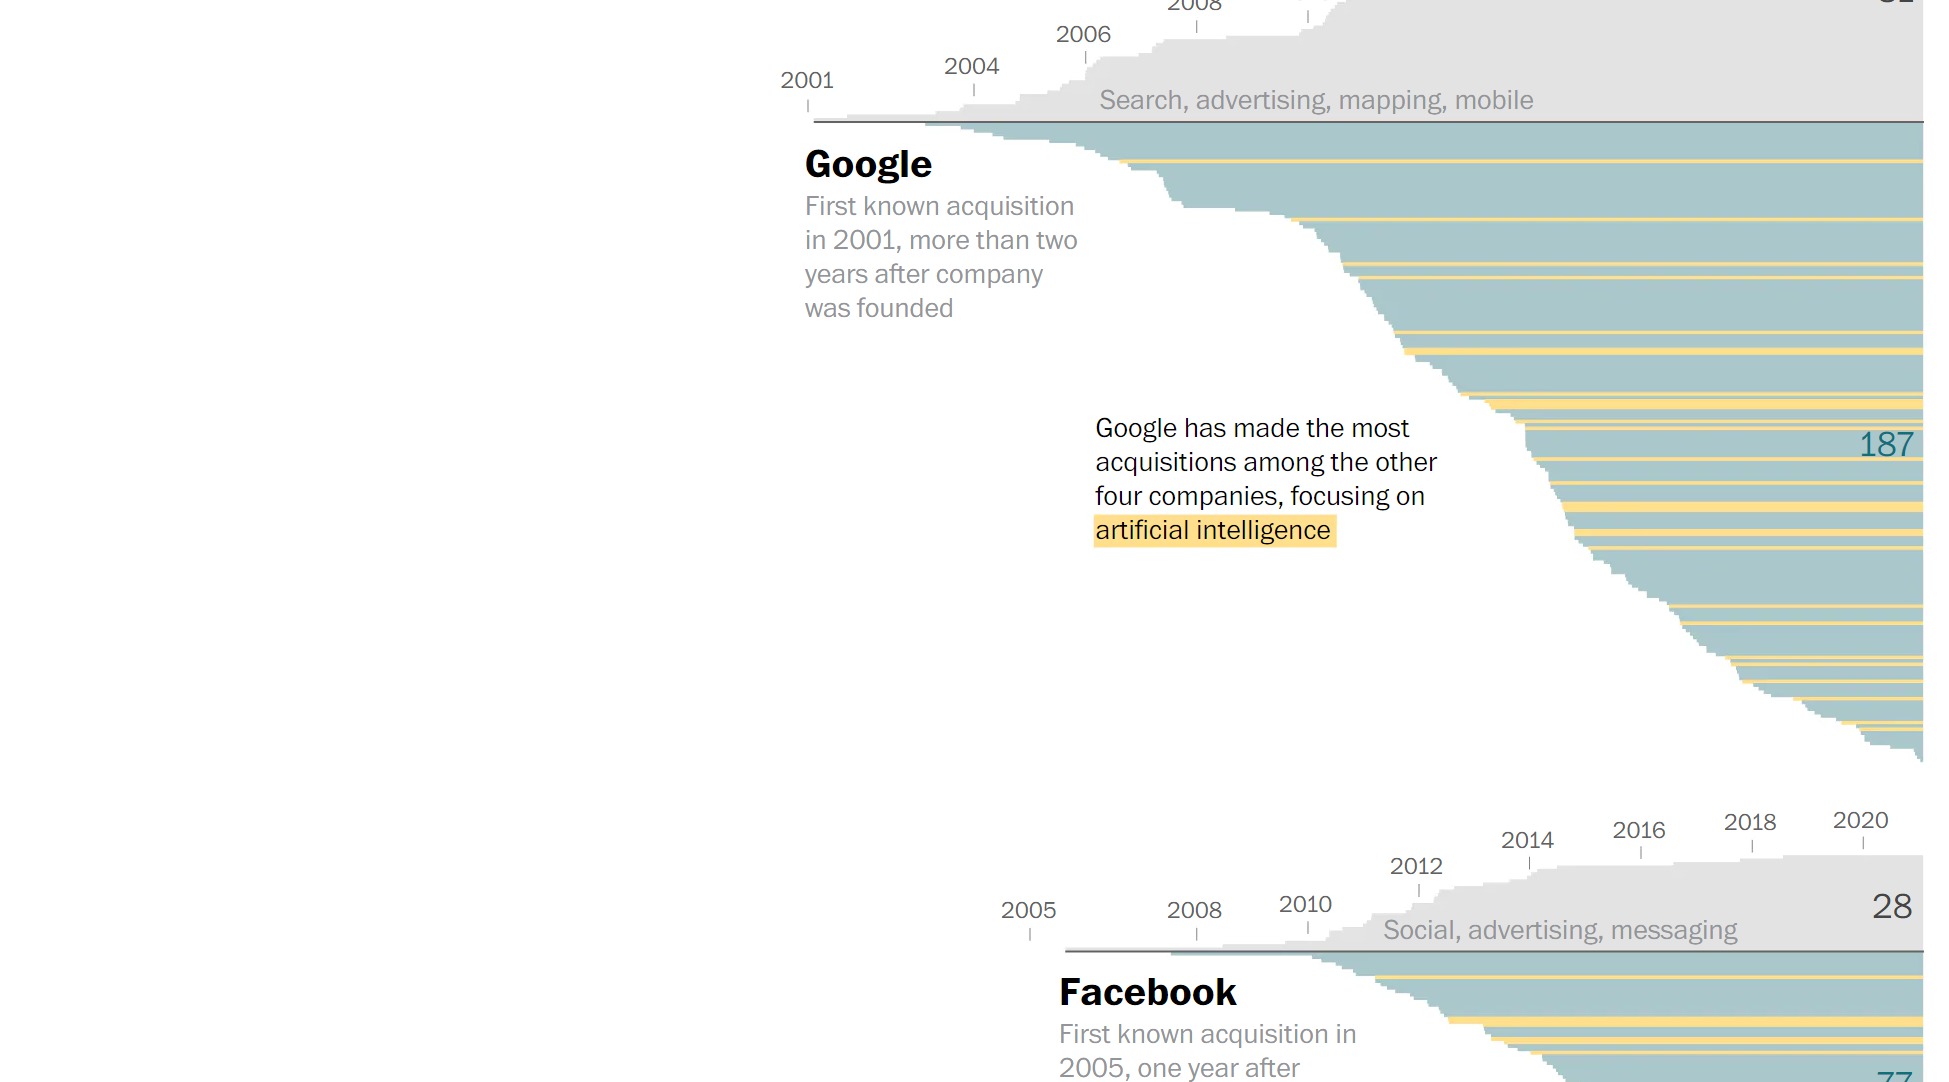 2008
2006
2004
2001
Search, advertising, mapping, mobile
Google
First known acquisition
in 2001, more than two
years after company
was founded
Google has made the most
acquisitions among the other
four companies, focusing on
artificial intelligence
187
2020
2018
2016
2014
2012
2010
2008
2005
28
Social, advertising, messaging
Facebook
First known acquisition in
2005, one year after
77